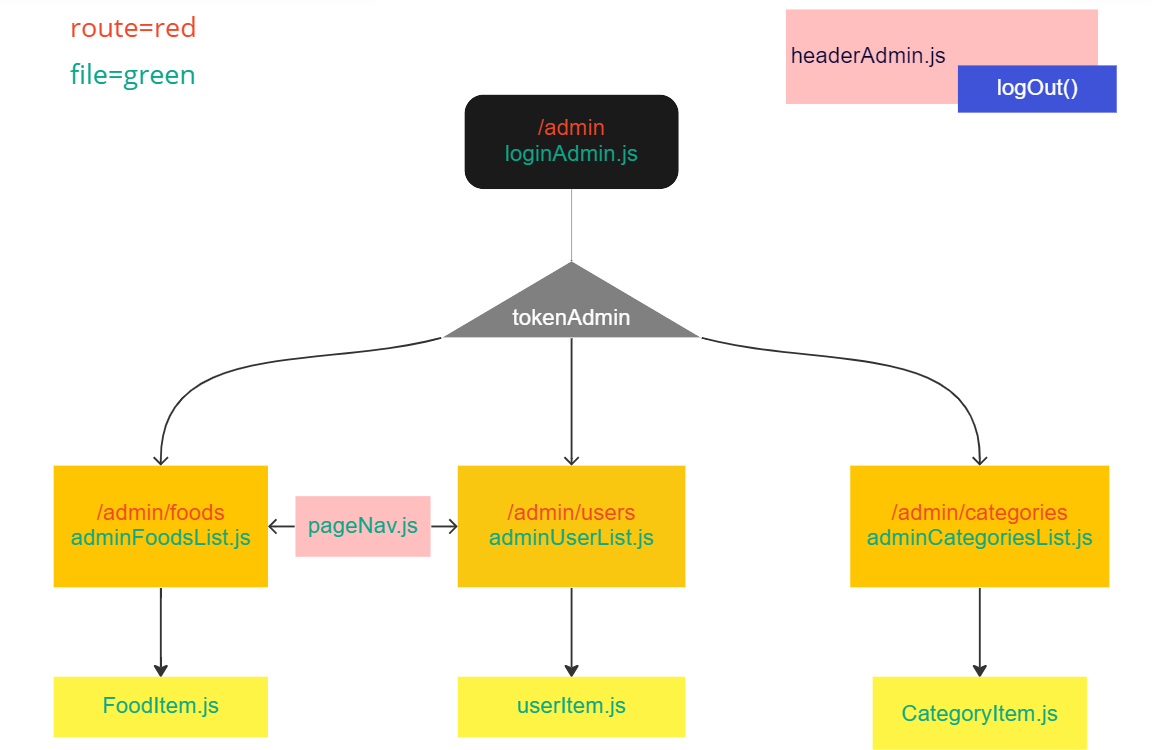 route=red
file=green
headerAdmin.js
logOut()
/admin
loginAdmin.js
tokenAdmin
/admin/foods
adminFoodsList.js
pageNav.js
/admin/users
adminUserList.js
/admin/categories
adminCategoriesList.js
FoodItem.js
userItem.js
CategoryItem.js